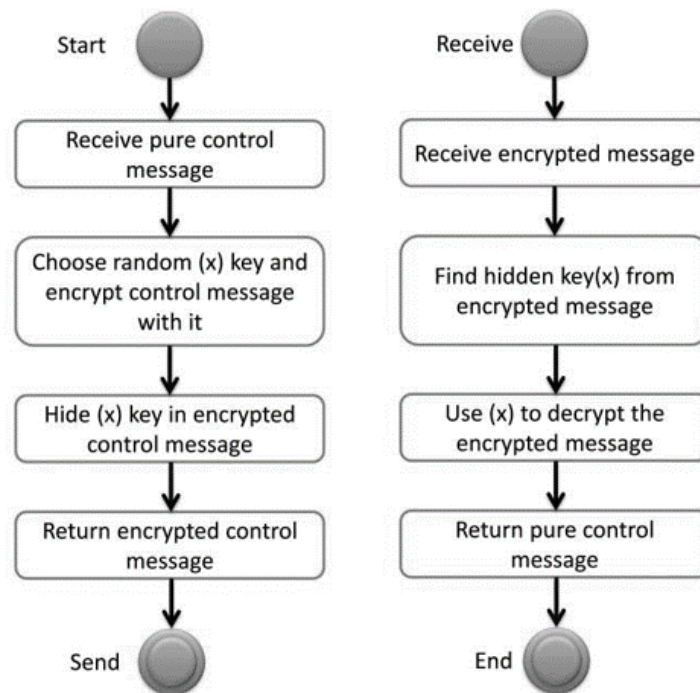 Start
Receive pure control
message
Choose random (x) key and
encrypt control message
with it
Hide (x) key in encrypted
control message
Return encrypted control
message
Send
Receive
Receive encrypted message
Find hidden key(x) from
encrypted message
Use (x) to decrypt the
encrypted message
Return pure control
message
End